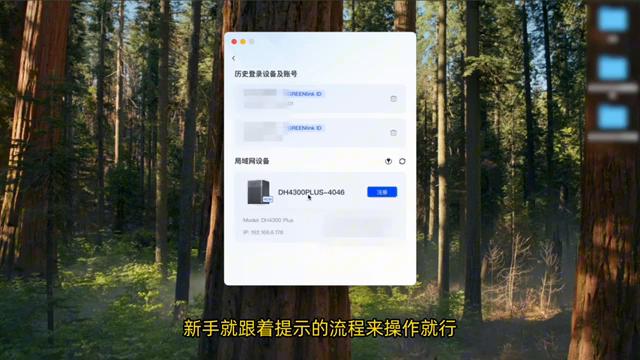 历史登录设备及账号
GREENlink ID
GREENlink ID
局域网设备
DH4300PLUS-4046
注册
Model: DH4300 Plus
IP: 192.168.6.178
新手就跟着提示的流程来操作就行